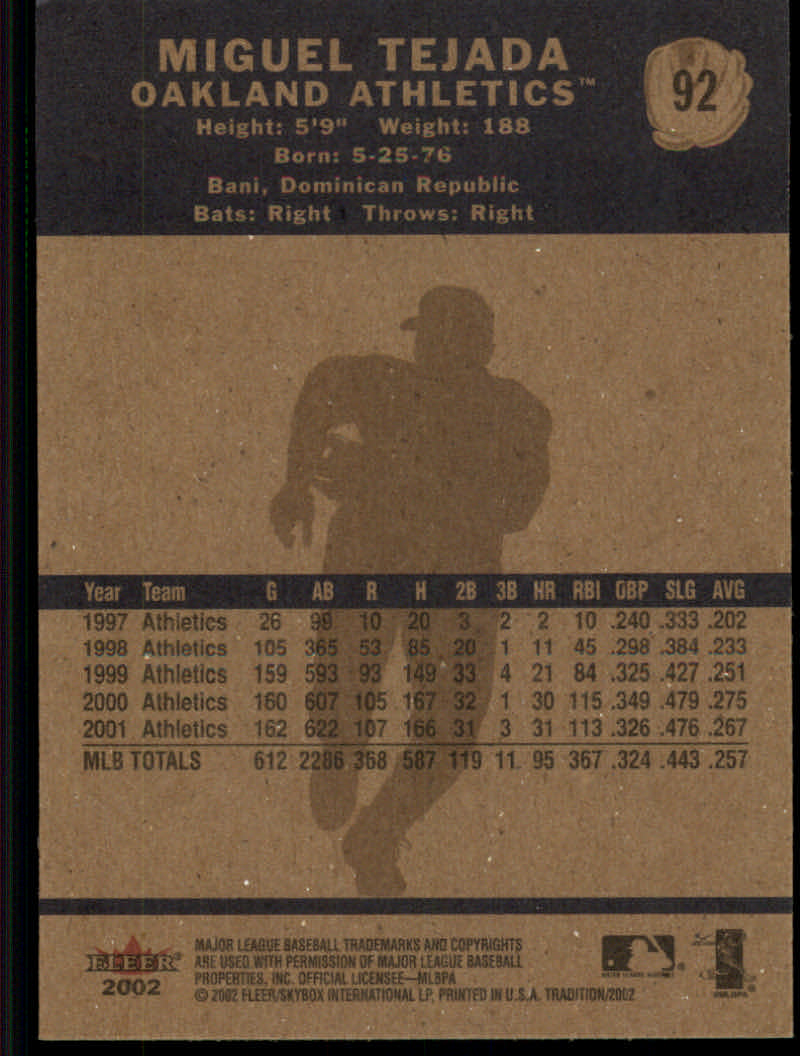 MIGUEL TEJADA
OAKLAND ATHLETICS™
92
Height: 5'9" Weight: 188
Born: 5-25-76
Bani, Dominican Republic
Bats: Right Throws: Right
Year Team G AB R H 2B 3B HR RBI OBP SLG AVG
1997 Athletics 26 99 10 20 3 2 2 10 .240 .333 .202
1998 Athletics 105 365 53 85 20 1 11 45 .298 .384 .233
1999 Athletics 159 593 93 149 33 4 21 84 .325 .427 .251
2000 Athletics 160 607 105 167 32 1 30 115 .349 .479 .275
2001 Athletics 162 622 107 166 31 3 31 113 .326 .476 .267
MLB TOTALS 612 2286 368 587 119 11 95 367 .324 .443 .257
FLEER®
2002
MAJOR LEAGUE BASEBALL TRADEMARKS AND COPYRIGHTS
ARE USED WITH PERMISSION OF MAJOR LEAGUE BASEBALL
PROPERTIES, INC. OFFICIAL LICENSEE—MLBPA
© 2002 FLEER/SKYBOX INTERNATIONAL LP, PRINTED IN U.S.A. TRADITION/2002
MAJOR LEAGUE BASEBALL
®
MLBPA